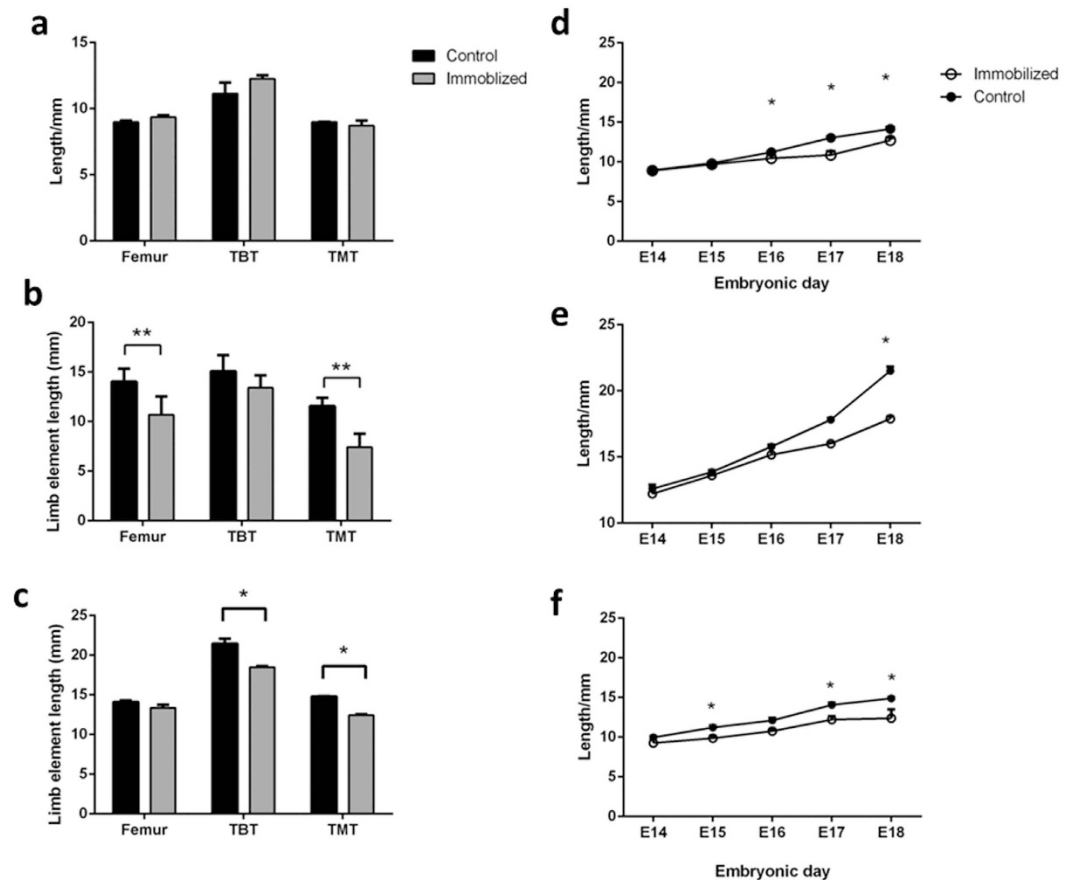 a
15
10
5
0
Length/mm
Femur TBT TMT
Control
Immoblized
d
25
20
15
10
5
0
Length/mm
* * *
E14 E15 E16 E17 E18
Embryonic day
Immobilized
Control
b
20
15
10
5
0
Limb element length (mm)
** **
Femur TBT TMT
e
25
20
15
10
Length/mm
*
E14 E15 E16 E17 E18
c
25
20
15
10
5
0
Limb element length (mm)
* *
Femur TBT TMT
f
25
20
15
10
5
0
Length/mm
* * *
E14 E15 E16 E17 E18
Embryonic day